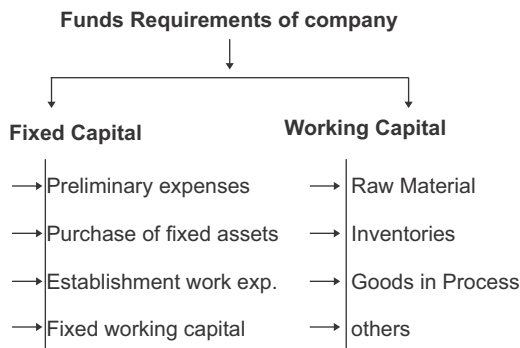 Funds Requirements of company
Fixed Capital
Preliminary expenses
Purchase of fixed assets
Establishment work exp.
Fixed working capital
Working Capital
Raw Material
Inventories
Goods in Process
others